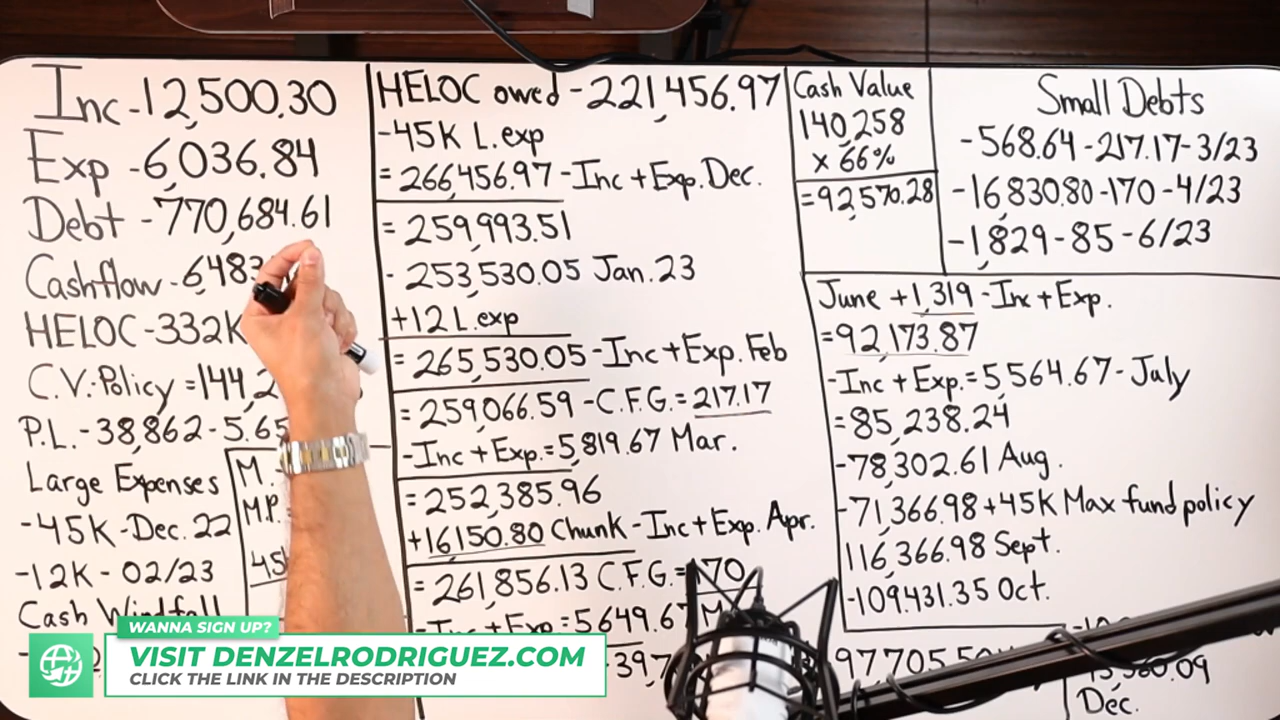 Inc - 12,500.30
Exp - 6,036.84
Debt - 770,684.61
Cashflow - 6,483
HELOC - 332K
C.V. Policy = 144,2
P.L. - 38,862 - 5.65
Large Expenses
-45K - Dec. 22
-12K - 02/23
Cash Windfall
M.
M.P.
45K
HELOC owed - 221,456.97
-45K L.exp
= 266,456.97 - Inc + Exp. Dec.
= 259,993.51
- 253,530.05 Jan. 23
+12 L.exp
= 265,530.05 - Inc + Exp. Feb
= 259,066.59 - C.F.G. = 217.17
- Inc + Exp. = 5,819.67 Mar.
= 252,385.96
+16150.80 Chunk - Inc + Exp. Apr.
= 261,856.13 C.F.G. = 170
- Inc + Exp = 5649.67
Cash Value
140,258
x 66%
= 92,570.28
Small Debts
-568.64 - 217.17 - 3/23
-16,830.80 - 170 - 4/23
-1,829 - 85 - 6/23
June + 1,319 - Inc + Exp.
= 92,173.87
- Inc + Exp. = 5,564.67 - July
= 85,238.24
- 78,302.61 Aug.
- 71,366.98 + 45K Max fund policy
116,366.98 Sept.
- 109.431.35 Oct.
Dec.
WANNA SIGN UP?
VISIT DENZELRODRIGUEZ.COM
CLICK THE LINK IN THE DESCRIPTION